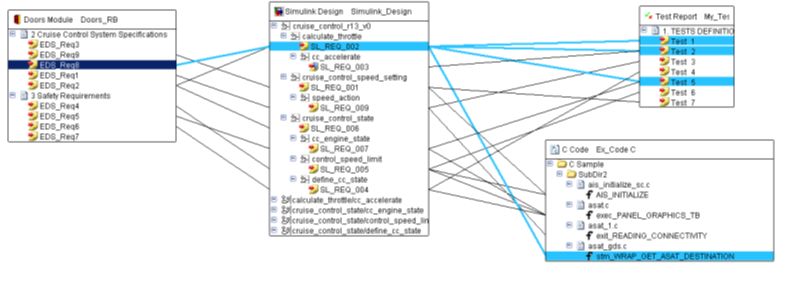 Doors Module Doors_RB
2 Cruise Control System Specifications
EDS_Req3
EDS_Req9
EDS_Req8
EDS_Req1
EDS_Req2
3 Safety Requirements
EDS_Req4
EDS_Req5
EDS_Req6
EDS_Req7
Simulink Design Simulink_Design
cruise_control_r13_v0
calculate_throttle
SL_REQ_002
cc_accelerate
SL_REQ_003
cruise_control_speed_setting
SL_REQ_001
speed_action
SL_REQ_009
cruise_control_state
SL_REQ_006
cc_engine_state
SL_REQ_007
control_speed_limit
SL_REQ_005
define_cc_state
SL_REQ_004
calculate_throttle/cc_accelerate
cruise_control_state/cc_engine_state
cruise_control_state/control_speed_lin
cruise_control_state/define_cc_state
Test Report My_Tes
1. TESTS DEFINITIO
Test 1
Test 2
Test 3
Test 4
Test 5
Test 6
Test 7
C Code Ex_Code C
C Sample
SubDir2
ais_initialize_sc.c
AIS_INITIALIZE
asat.c
exec_PANEL_GRAPHICS_TB
asat_1.c
exit_READING_CONNECTIVITY
asat_gds.c
stm_WRAP_GET_ASAT_DESTINATION